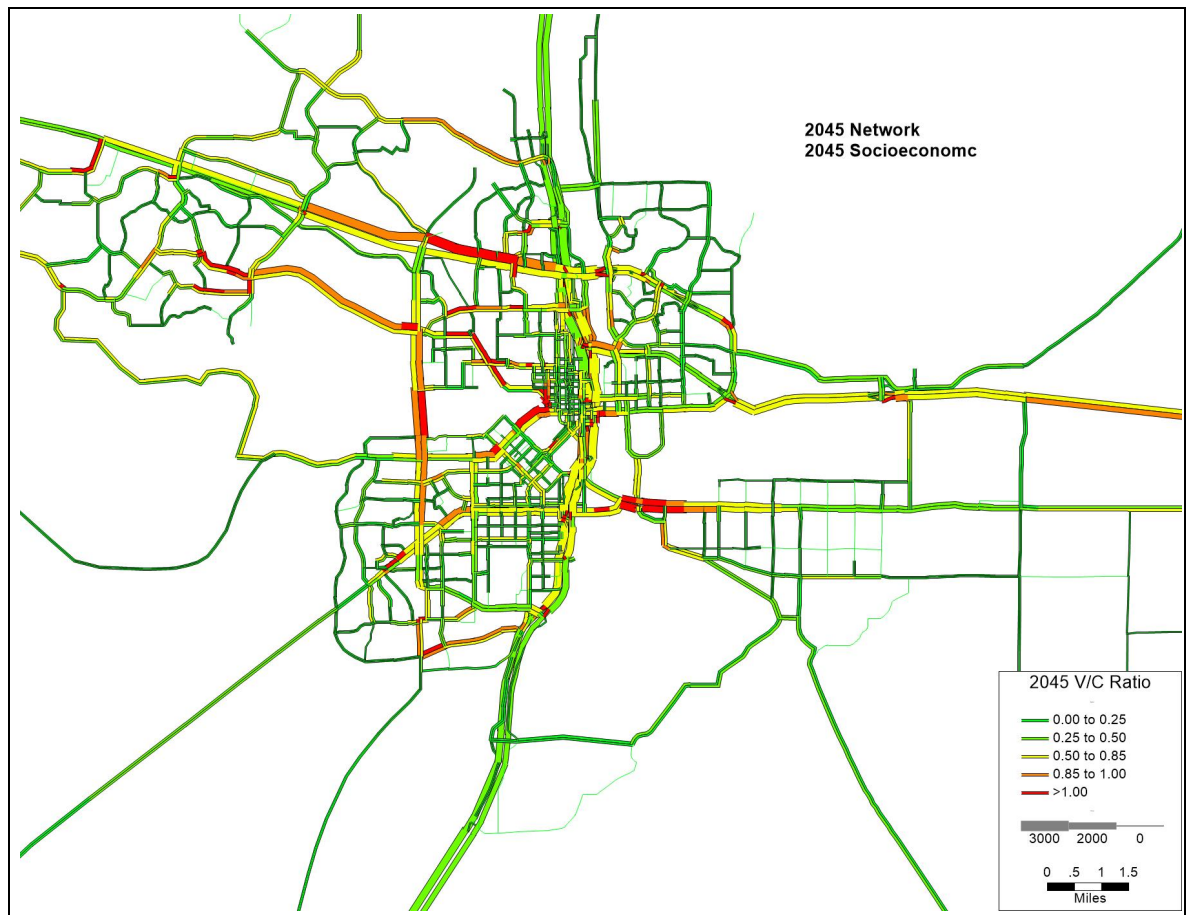 2045 Network
2045 Socioeconomc
2045 V/C Ratio
0.00 to 0.25
0.25 to 0.50
0.50 to 0.85
0.85 to 1.00
>1.00
3000 2000 0
0 .5 1 1.5
Miles